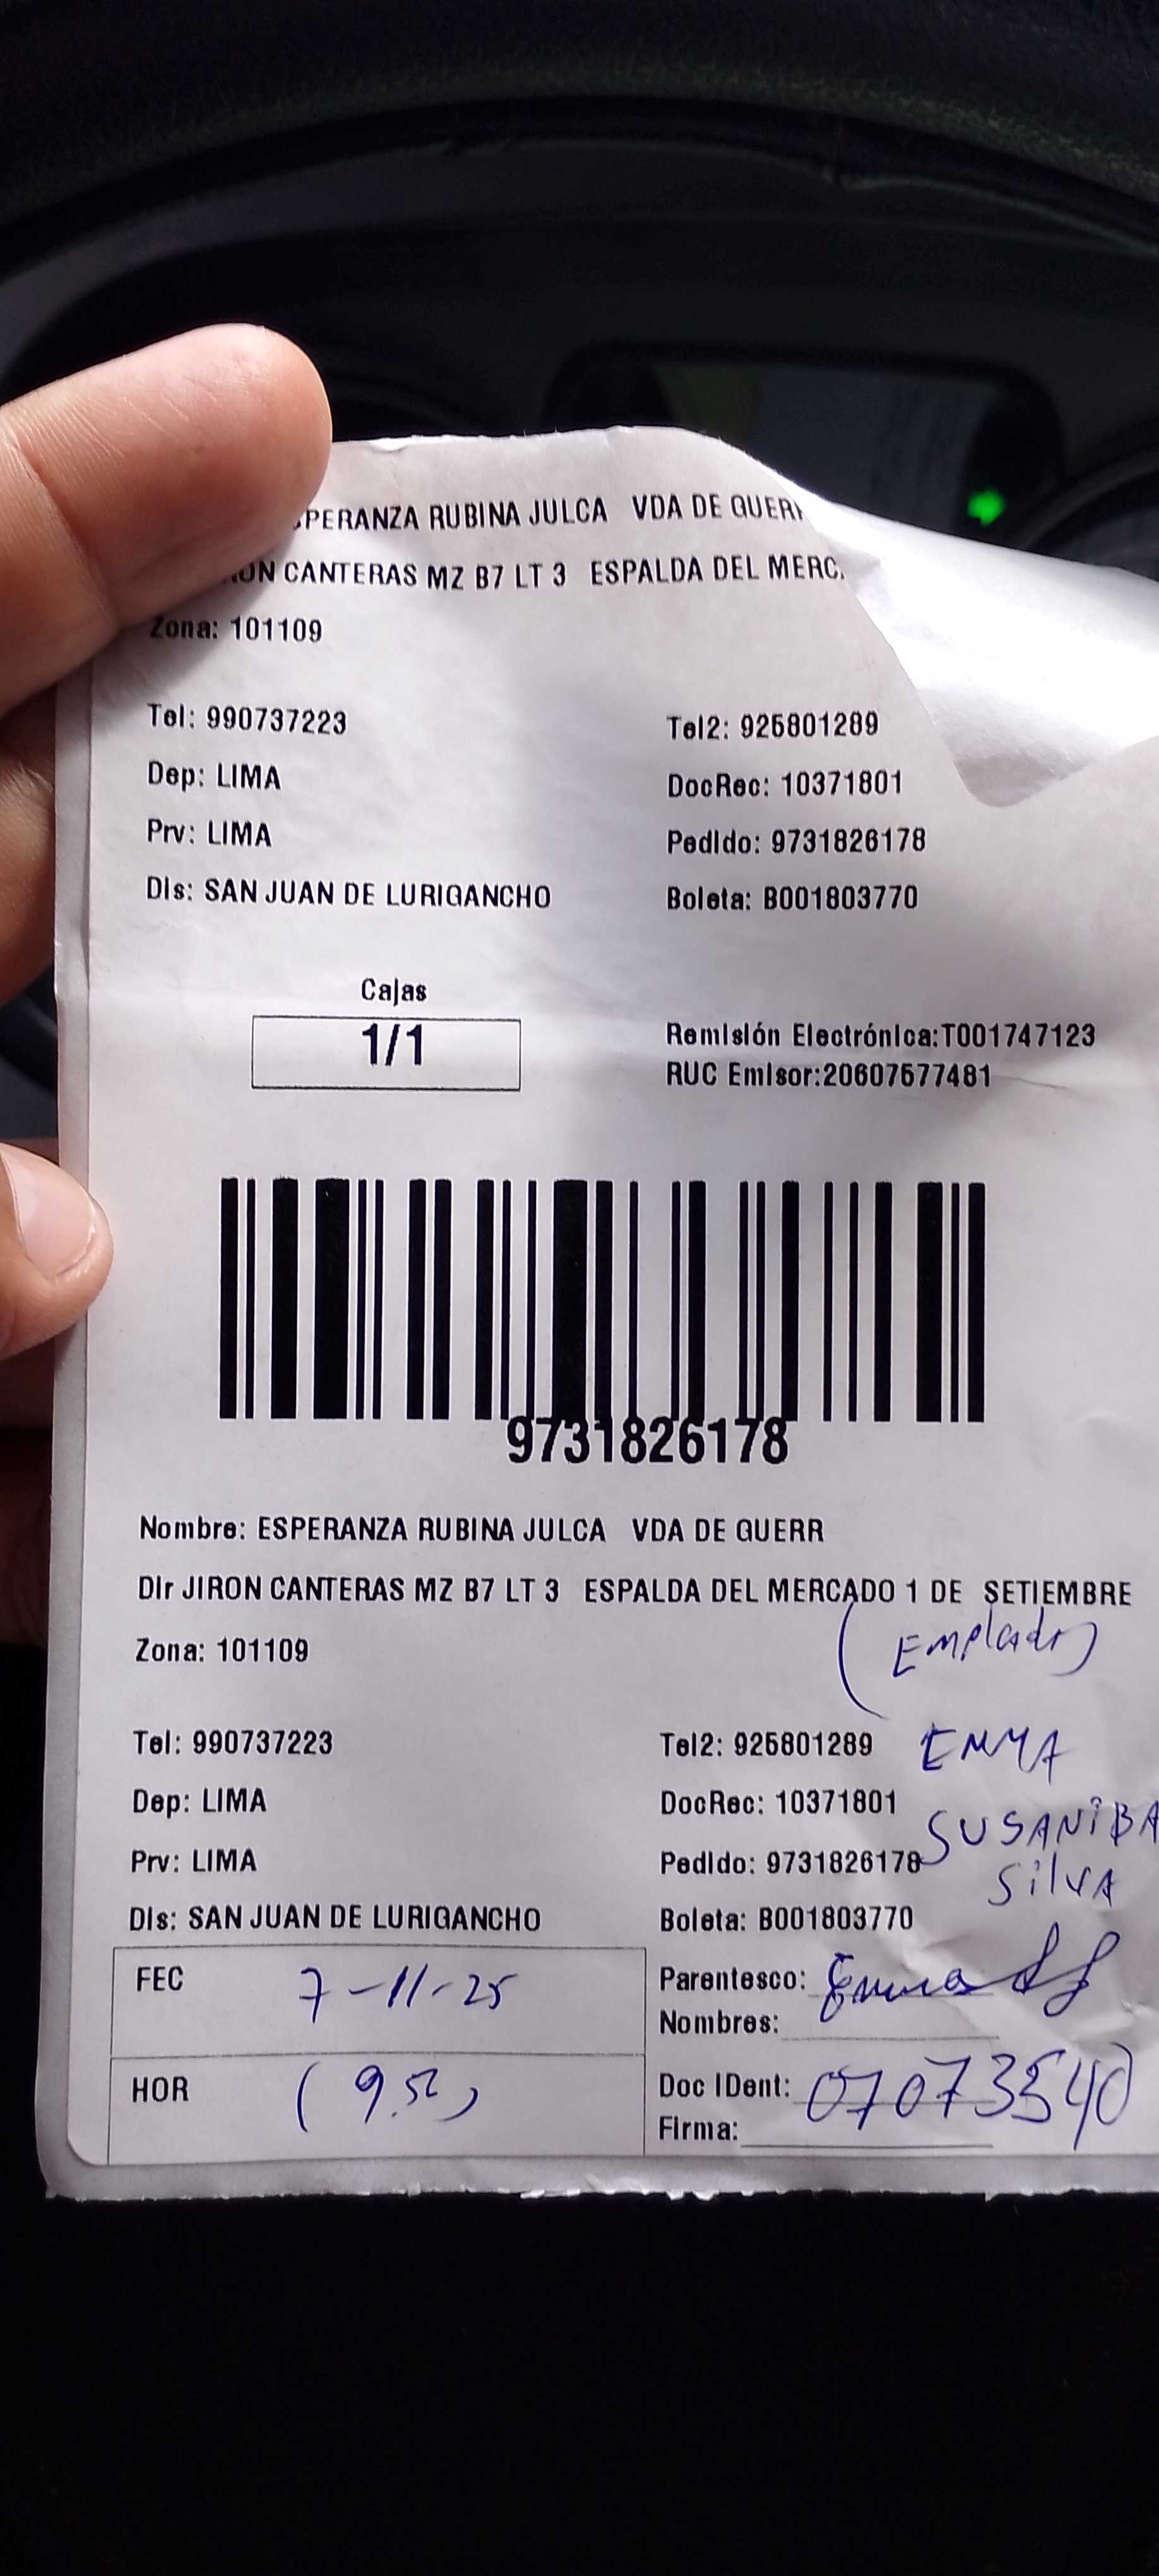 PERANZA RUBINA JULCA VDA DE GUER
CANTERAS MZ B7 LT 3 ESPALDA DEL MERC
Zona: 101109
Tel: 990737223 Tel2: 925801289
Dep: LIMA DocRec: 10371801
Prv: LIMA Pedido: 9731826178
Dis: SAN JUAN DE LURIGANCHO Boleta: B001803770
Cajas
1/1
Remisión Electrónica:T001747123
RUC Emisor:20607577481
9731826178
Nombre: ESPERANZA RUBINA JULCA VDA DE GUERR
Dir JIRON CANTERAS MZ B7 LT 3 ESPALDA DEL MERCADO 1 DE SETIEMBRE
Zona: 101109
Tel: 990737223 Tel2: 925801289 EMMA
Dep: LIMA DocRec: 10371801 SUSANIBA
Prv: LIMA Pedido: 9731826178 Silva
Dis: SAN JUAN DE LURIGANCHO Boleta: B001803770
FEC 7-11-25 Parentesco:
Nombres:
HOR (9.52) Doc IDent: 07073540
Firma: